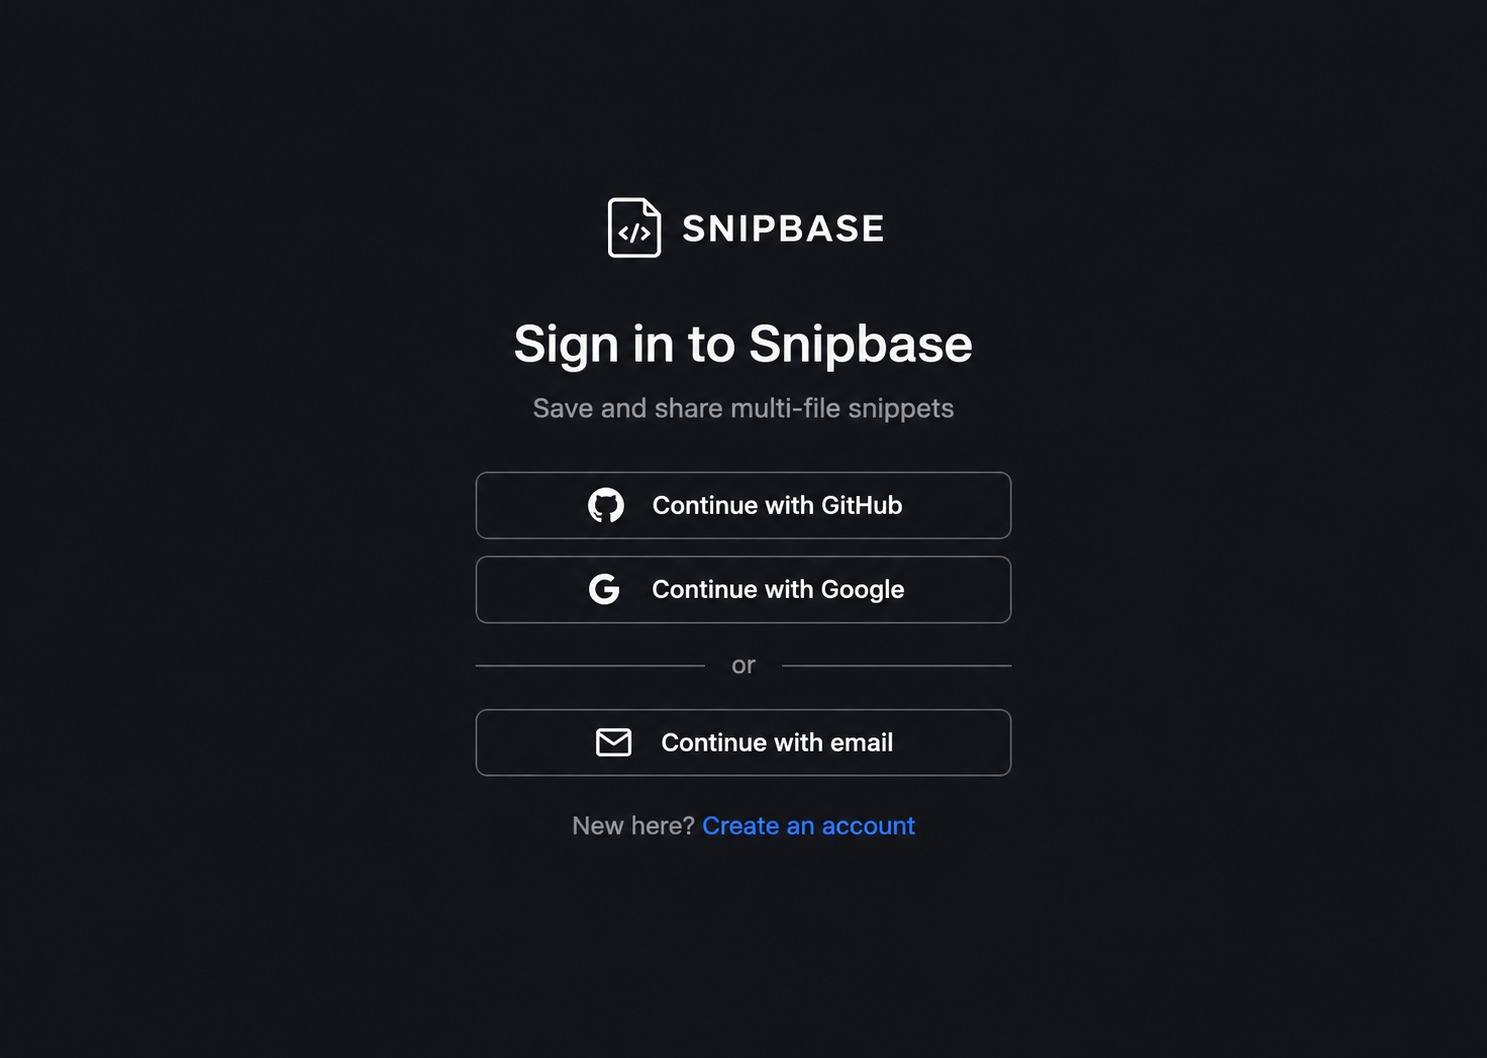 </> SNIPBASE
Sign in to Snipbase
Save and share multi-file snippets
Continue with GitHub
G Continue with Google
or
Continue with email
New here? Create an account